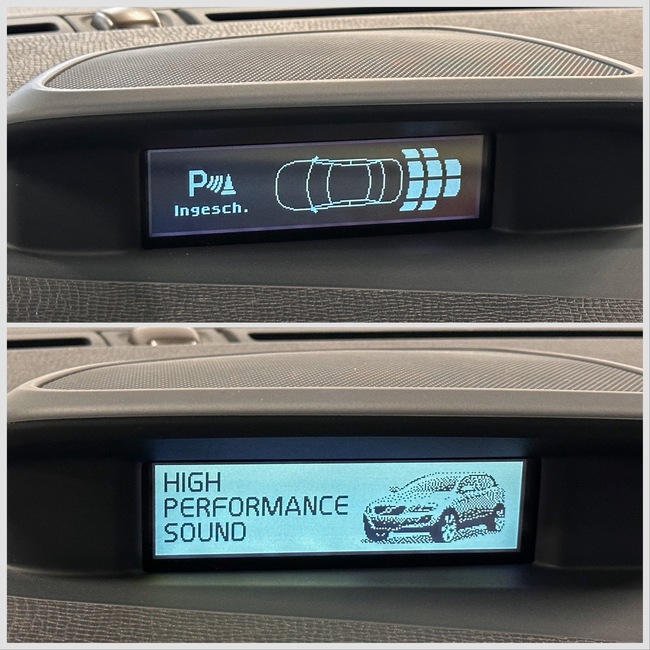 P
Ingesch.
HIGH
PERFORMANCE
SOUND